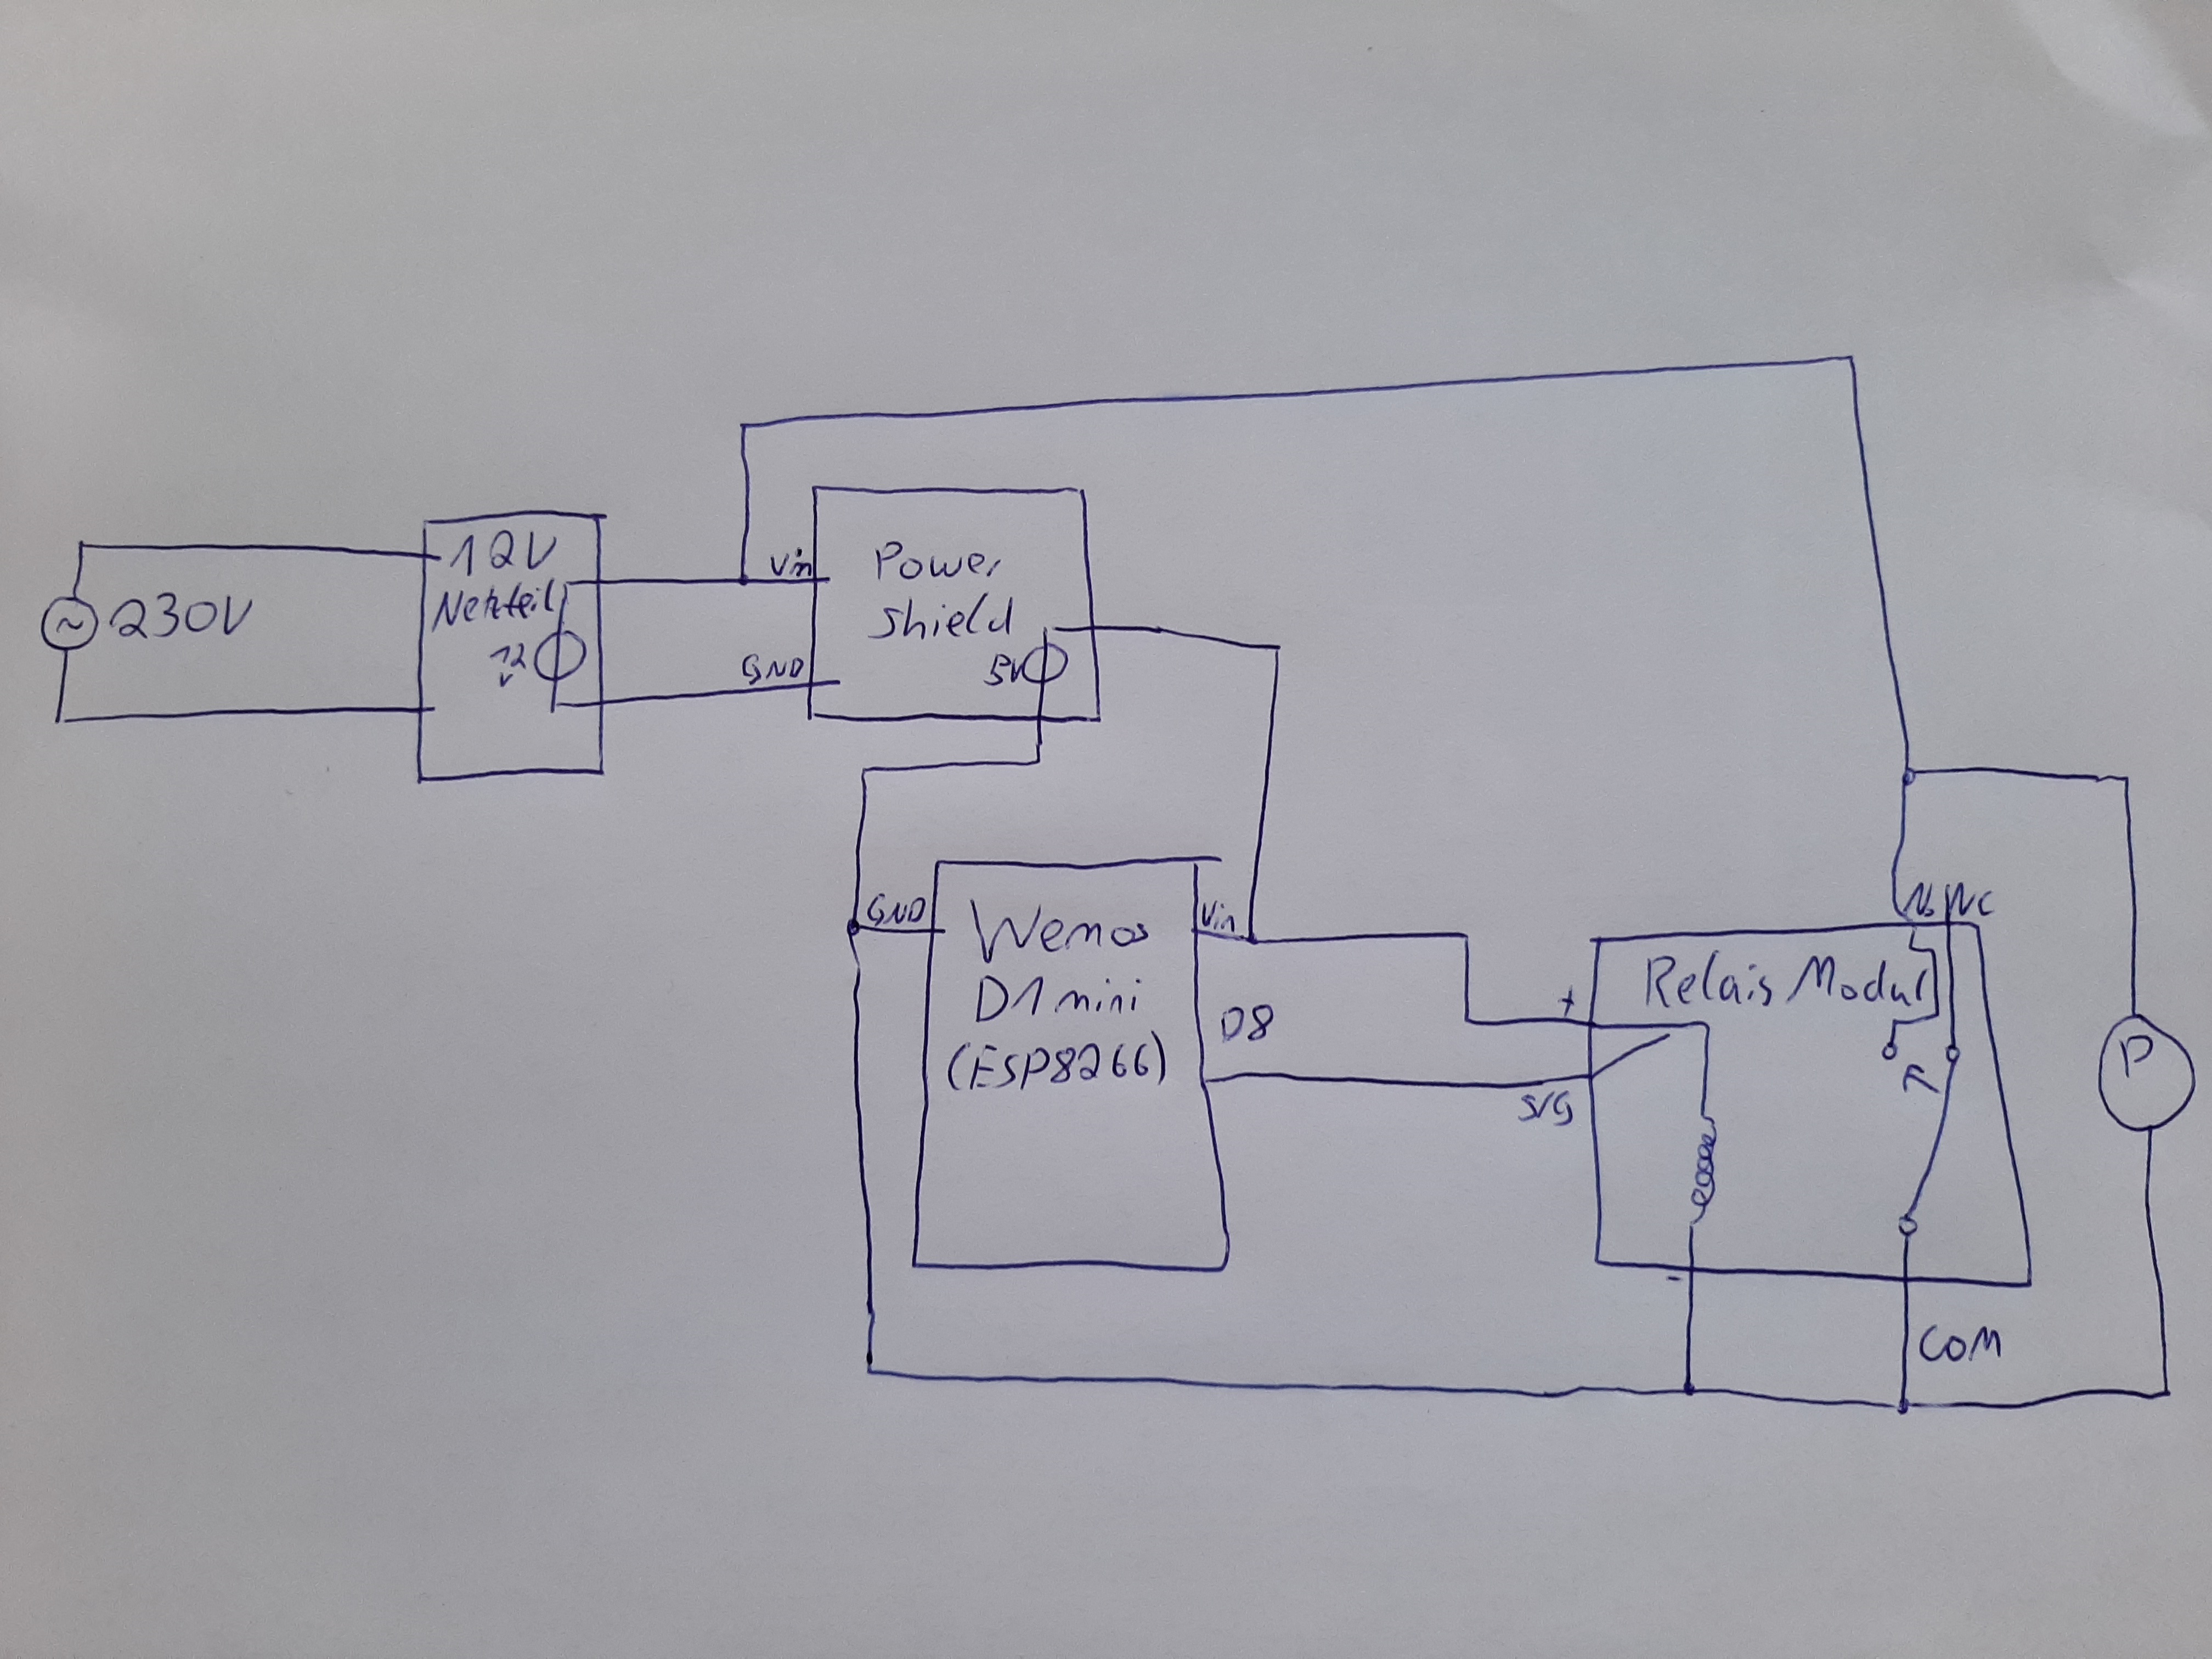 230V
12V
Netzteil
12
V
Vin
GND
Power
Shield
5V
GND
Vin
Wemos
D1 mini
(ESP8266)
D8
+
SIG
-
NO NC
Relais Modul
COM
P